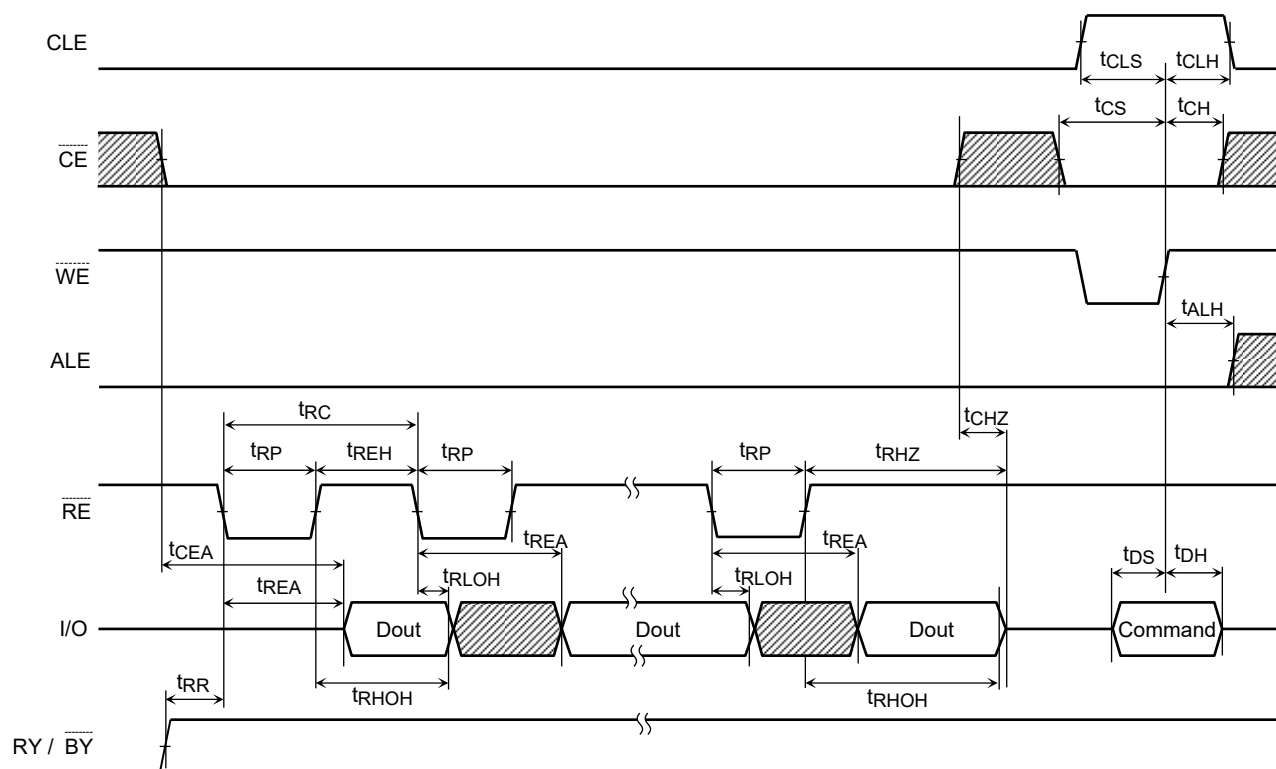 CLE
tCLS tCLH
tCS tCH
CE
WE
tALH
ALE
tRC
tCHZ
tRP tREH tRP tRP tRHZ
RE
tCEA tREA tREA
tREA tRLOH tRLOH tDS tDH
I/O Dout Dout Dout Command
tRR tRHOH tRHOH
RY / BY